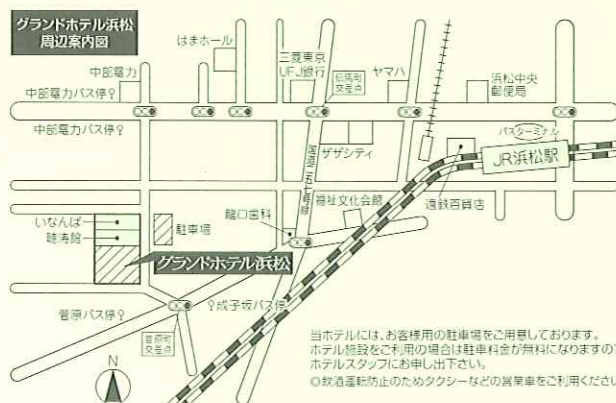 グランドホテル浜松
周辺案内図
はまホール
中部電力
中部電力バス停
中部電力バス停
三菱東京
UFJ銀行
伝馬町
交差点
ヤマハ
浜松中央
郵便局
バスターミナル
JR浜松駅
遠鉄百貨店
ザザシティ
国道二五七号線
福祉文化会館
龍口歯科
いなんば
聴涛館
駐車場
グランドホテル浜松
菅原バス停
成子坂バス停
菅原町
交差点
N
当ホテルには、お客様用の駐車場をご用意しております。
ホテル施設をご利用の場合は駐車料金が無料になりますので
ホテルスタッフにお申し出下さい。
◎飲酒運転防止のためタクシーなどの営業車をご利用ください